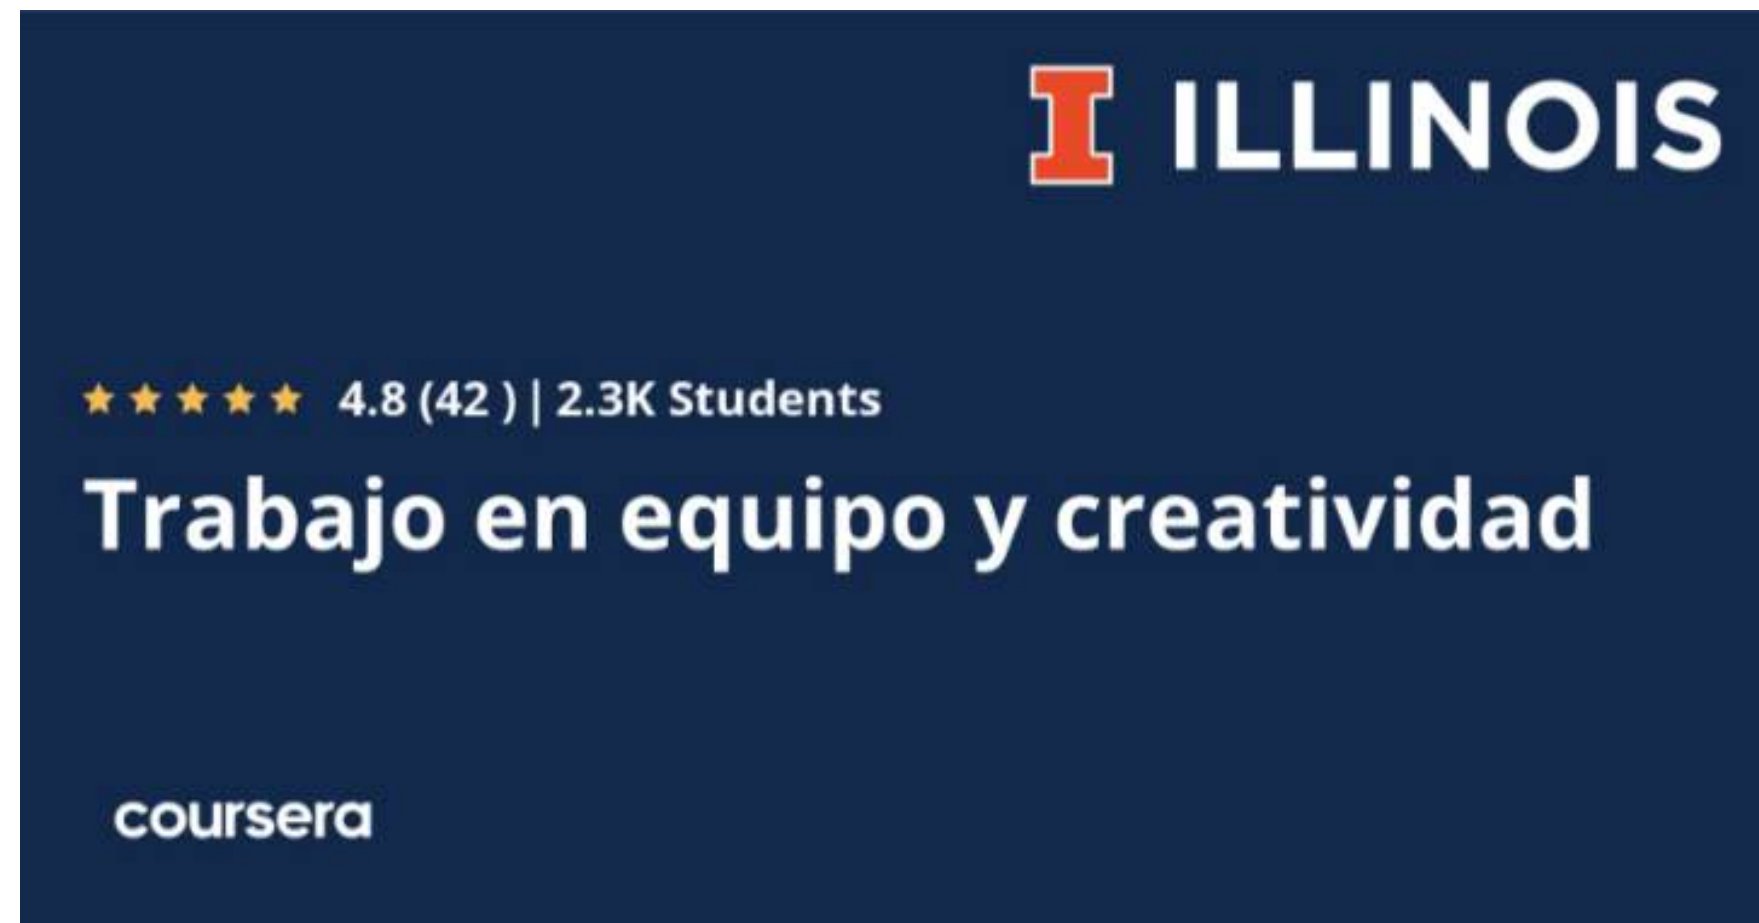 I ILLINOIS
4.8 (42 ) | 2.3K Students
Trabajo en equipo y creatividad
coursera